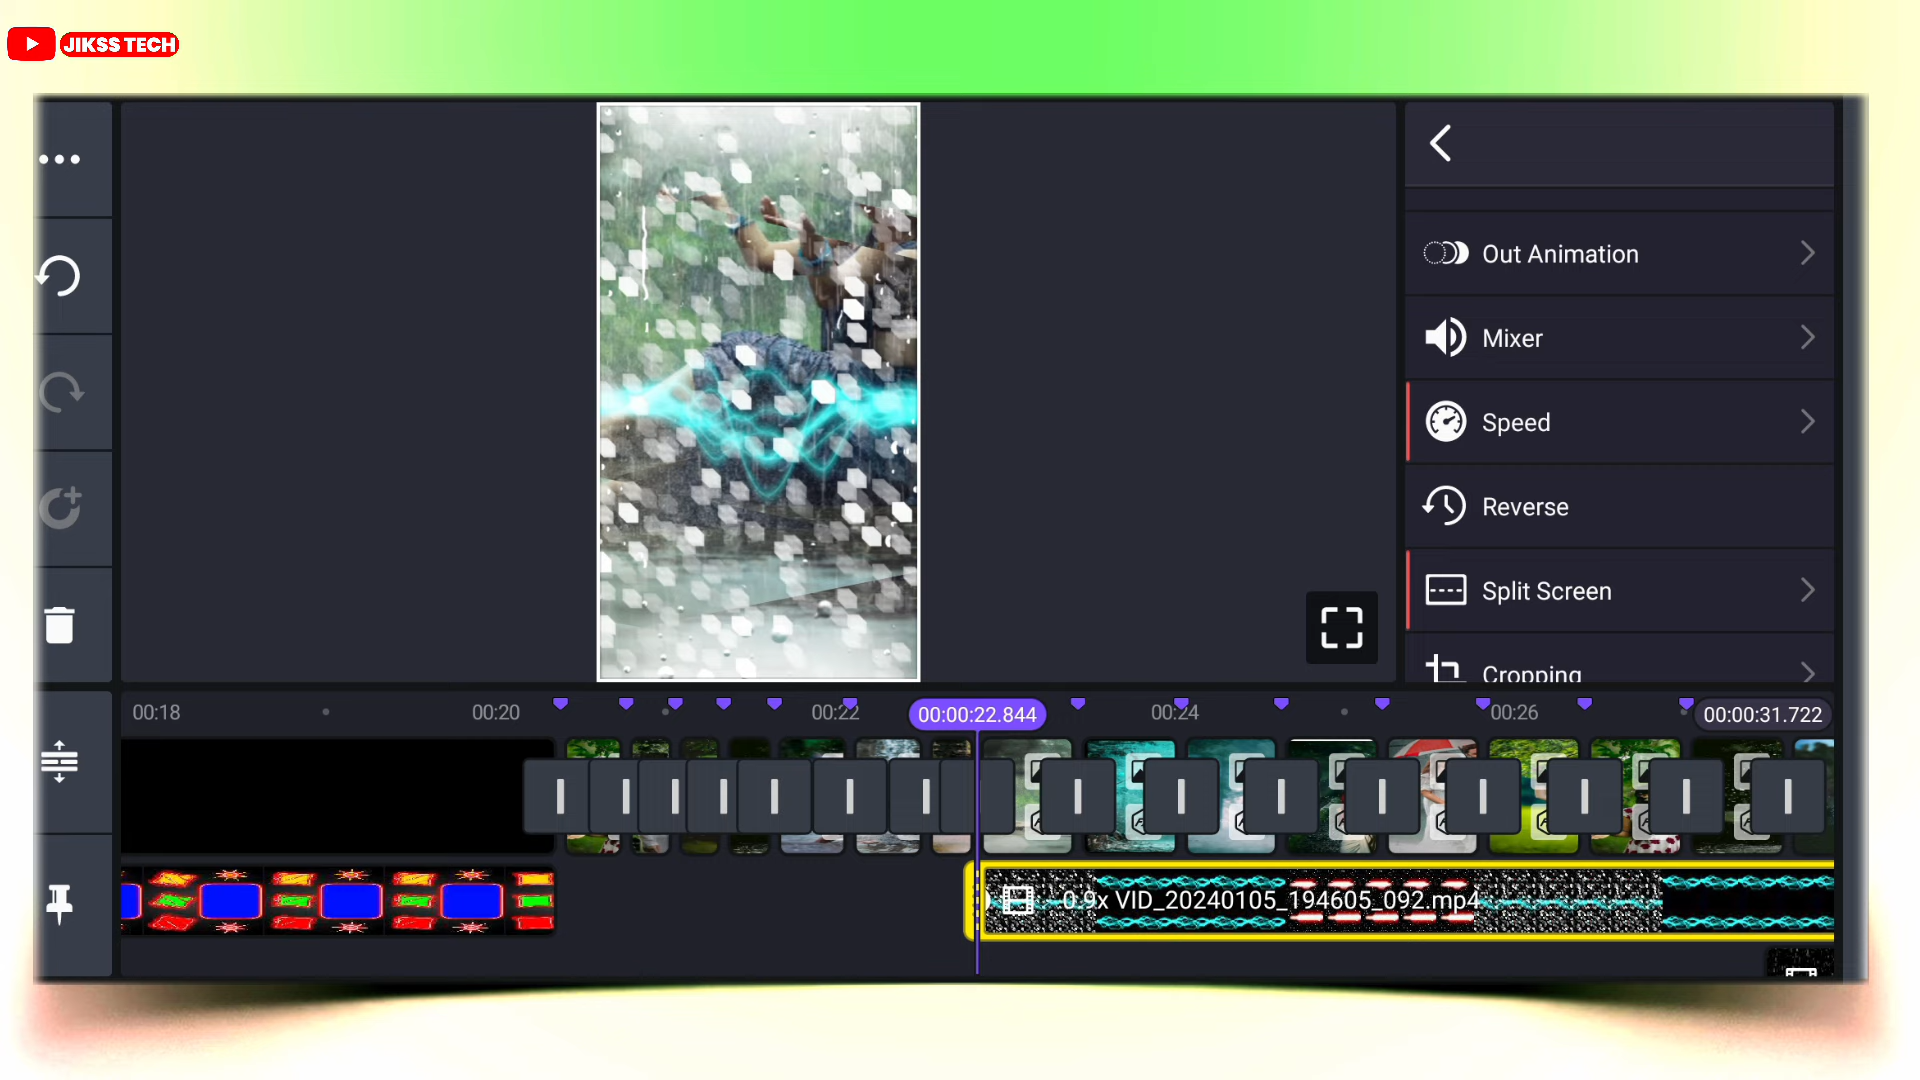 JIKSS TECH
Out Animation
Mixer
Speed
Reverse
Split Screen
Cropping
00:18
00:20
00:22
00:00:22.844
00:24
00:26
00:00:31.722
0.9x VID_20240105_194605_092.mp4